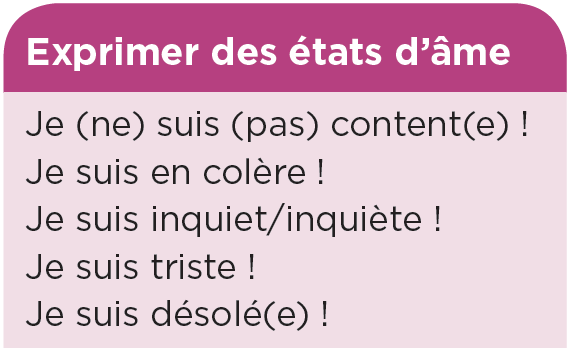 Exprimer des états d’âme
Je (ne) suis (pas) content(e) !
Je suis en colère !
Je suis inquiet/inquiète !
Je suis triste !
Je suis désolé(e) !